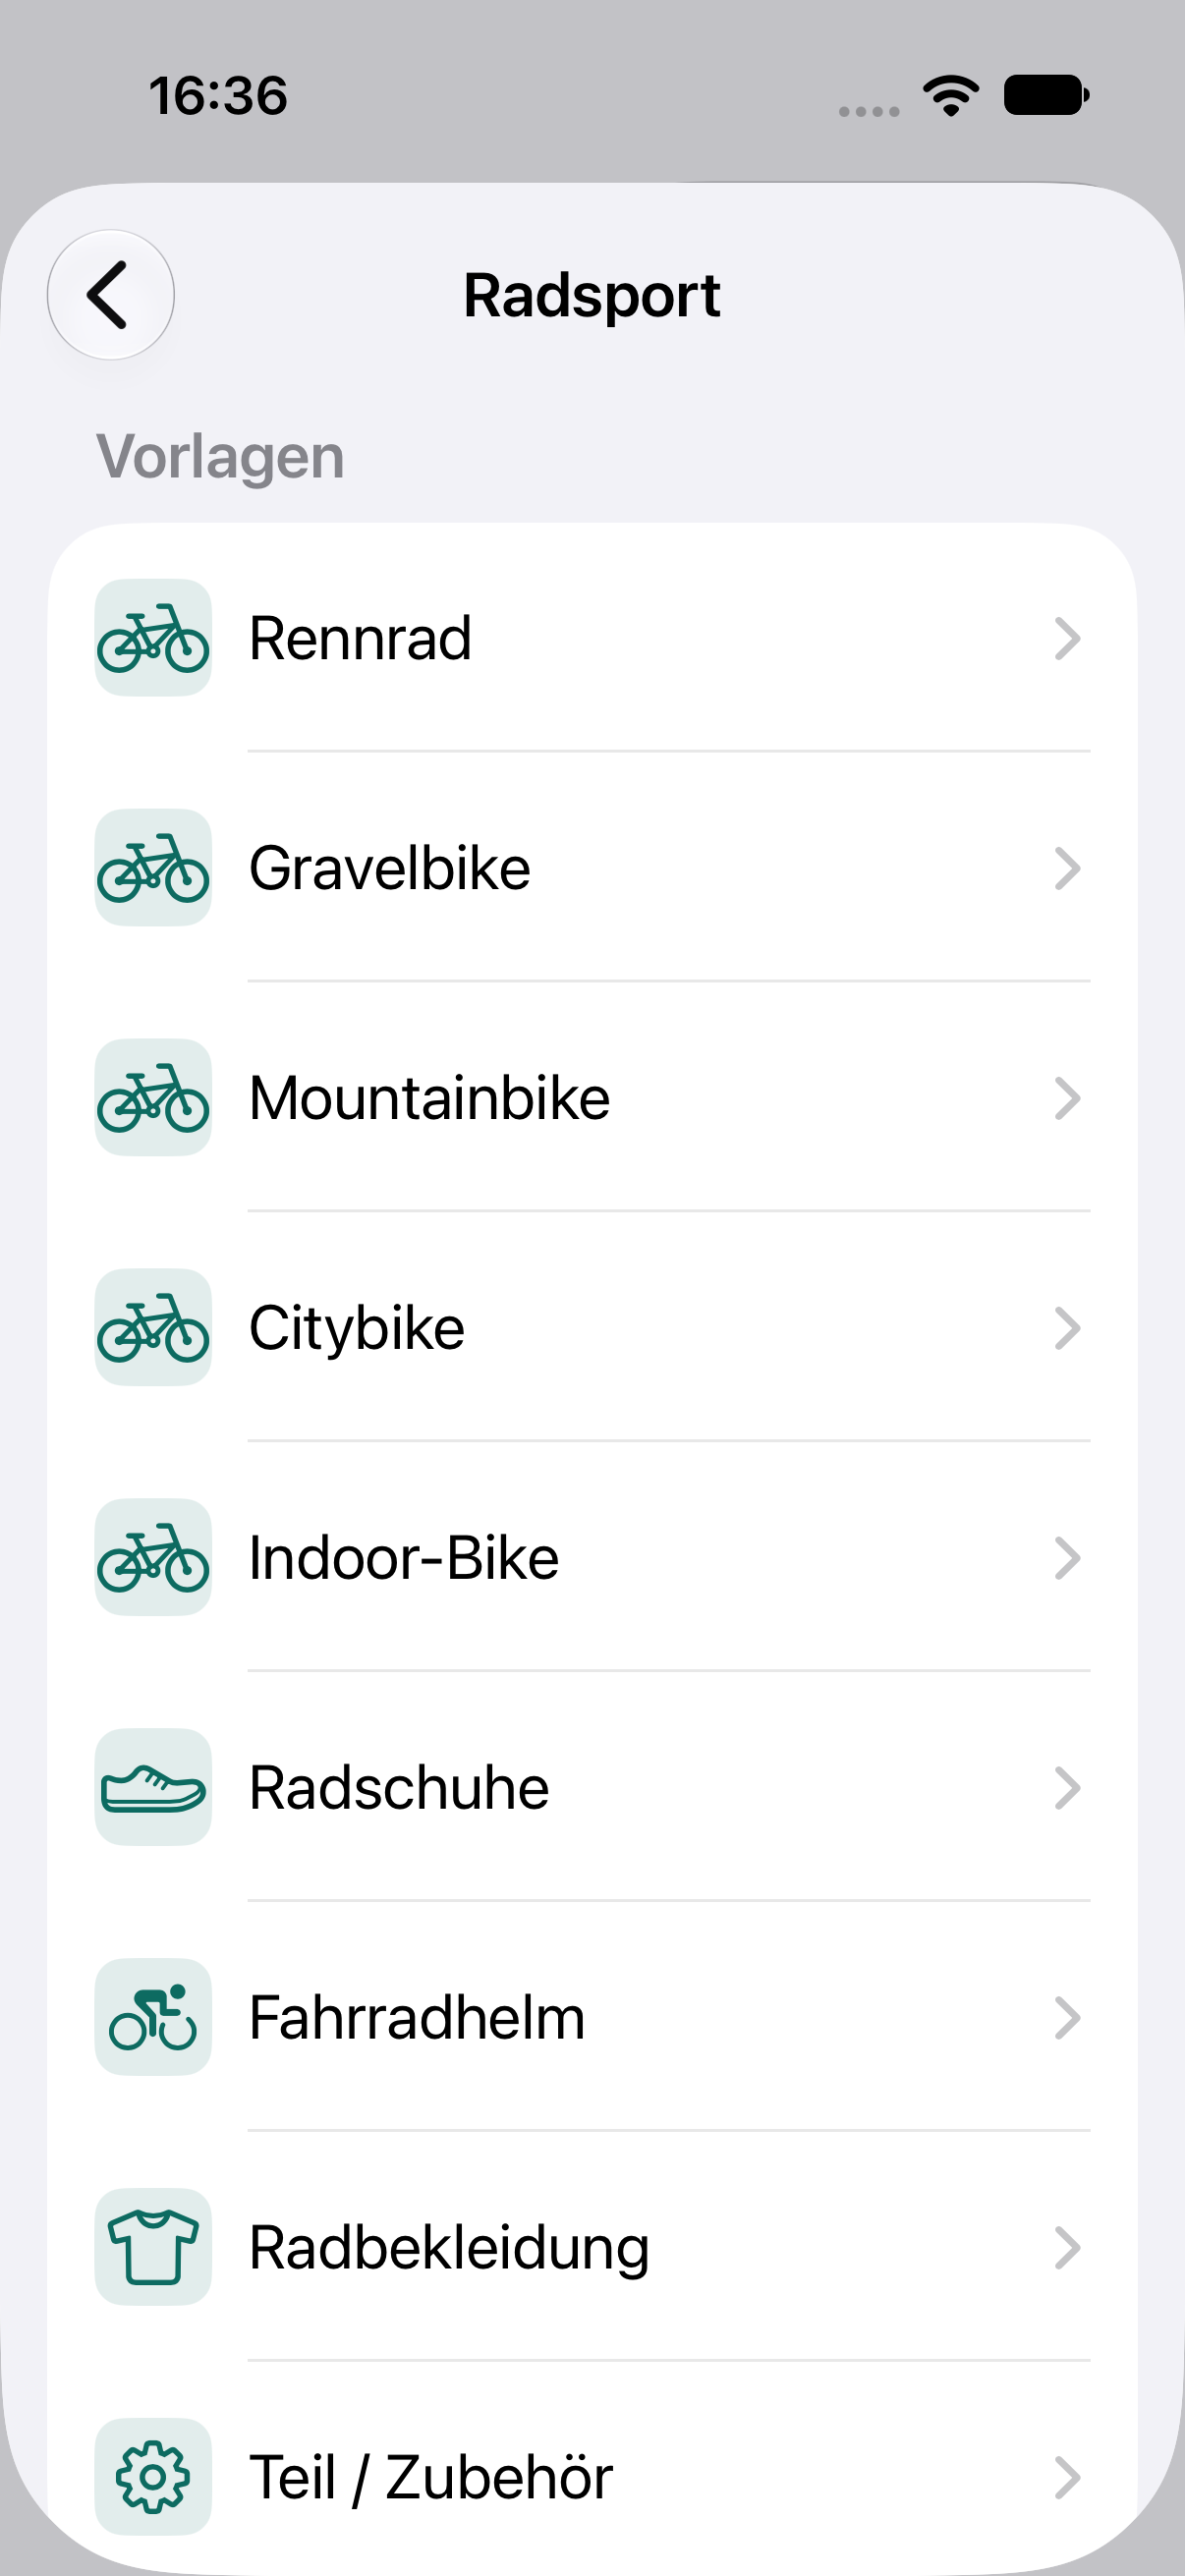 16:36
Radsport
Vorlagen
Rennrad
Gravelbike
Mountainbike
Citybike
Indoor-Bike
Radschuhe
Fahrradhelm
Radbekleidung
Teil / Zubehör